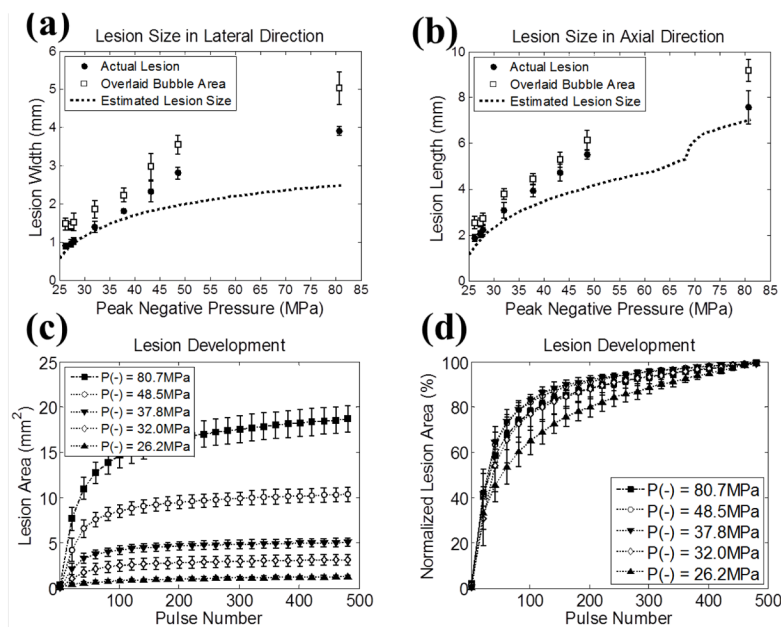 (a)
Lesion Size in Lateral Direction
6
5
4
3
2
1
0
Lesion Width (mm)
Actual Lesion
Overlaid Bubble Area
Estimated Lesion Size
25 30 35 40 45 50 55 60 65 70 75 80 85
Peak Negative Pressure (MPa)
(b)
Lesion Size in Axial Direction
10
8
6
4
2
0
Lesion Length (mm)
Actual Lesion
Overlaid Bubble Area
Estimated Lesion Size
25 30 35 40 45 50 55 60 65 70 75 80 85
Peak Negative Pressure (MPa)
(c)
Lesion Development
25
20
15
10
5
0
Lesion Area (mm²)
P(-) = 80.7MPa
P(-) = 48.5MPa
P(-) = 37.8MPa
P(-) = 32.0MPa
P(-) = 26.2MPa
100 200 300 400 500
Pulse Number
(d)
Lesion Development
100
80
60
40
20
0
Normalized Lesion Area (%)
P(-) = 80.7MPa
P(-) = 48.5MPa
P(-) = 37.8MPa
P(-) = 32.0MPa
P(-) = 26.2MPa
100 200 300 400 500
Pulse Number